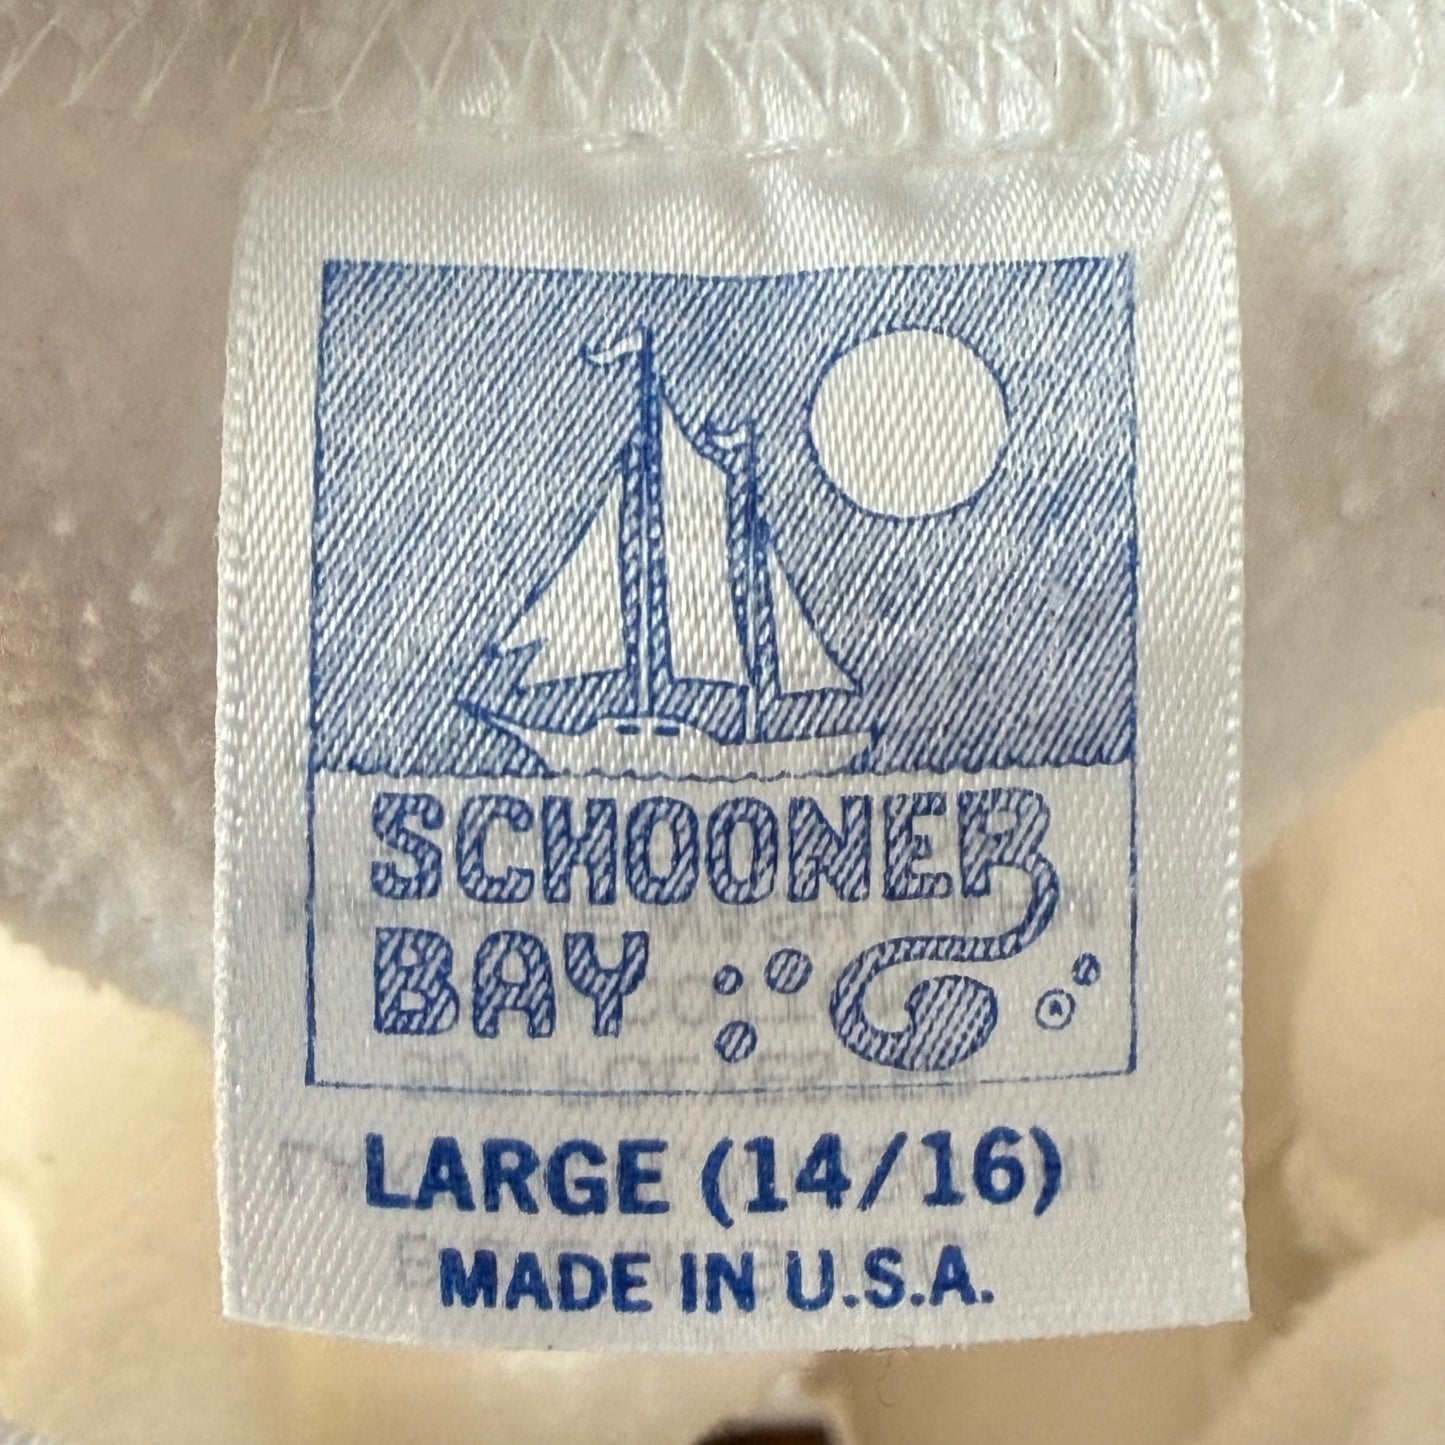 SCHOONER
BAY
LARGE (14/16)
MADE IN U.S.A.